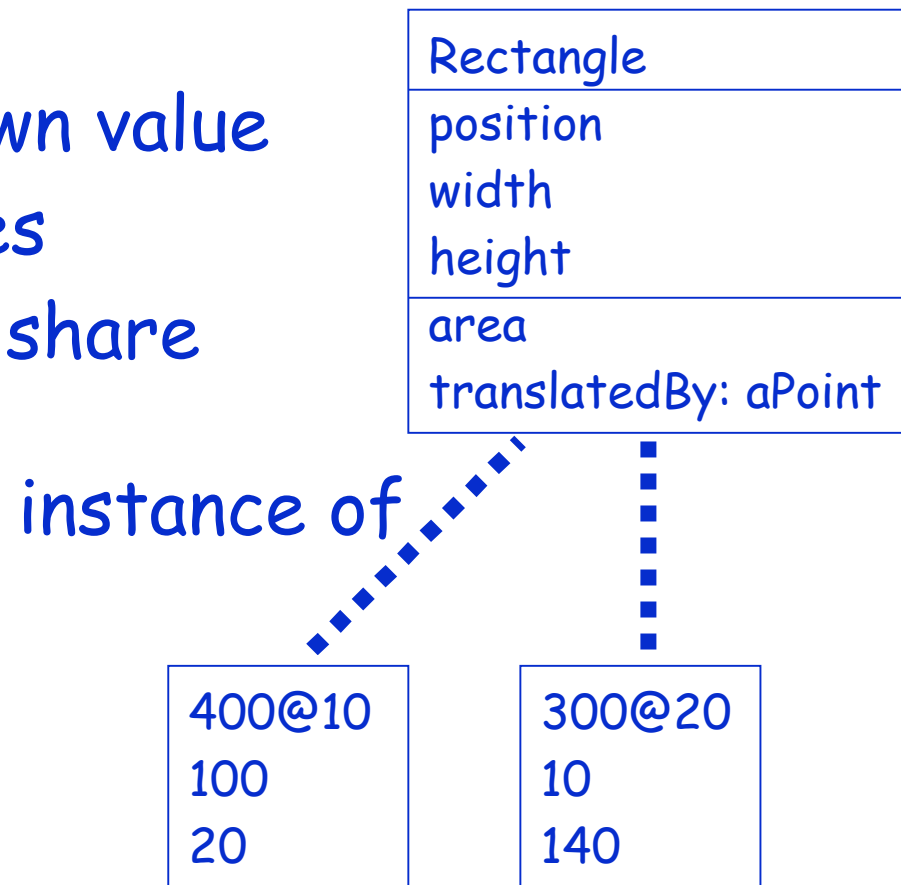 wn value
es
share
instance of
Rectangle
position
width
height
area
translatedBy: aPoint
400@10
100
20
300@20
10
140